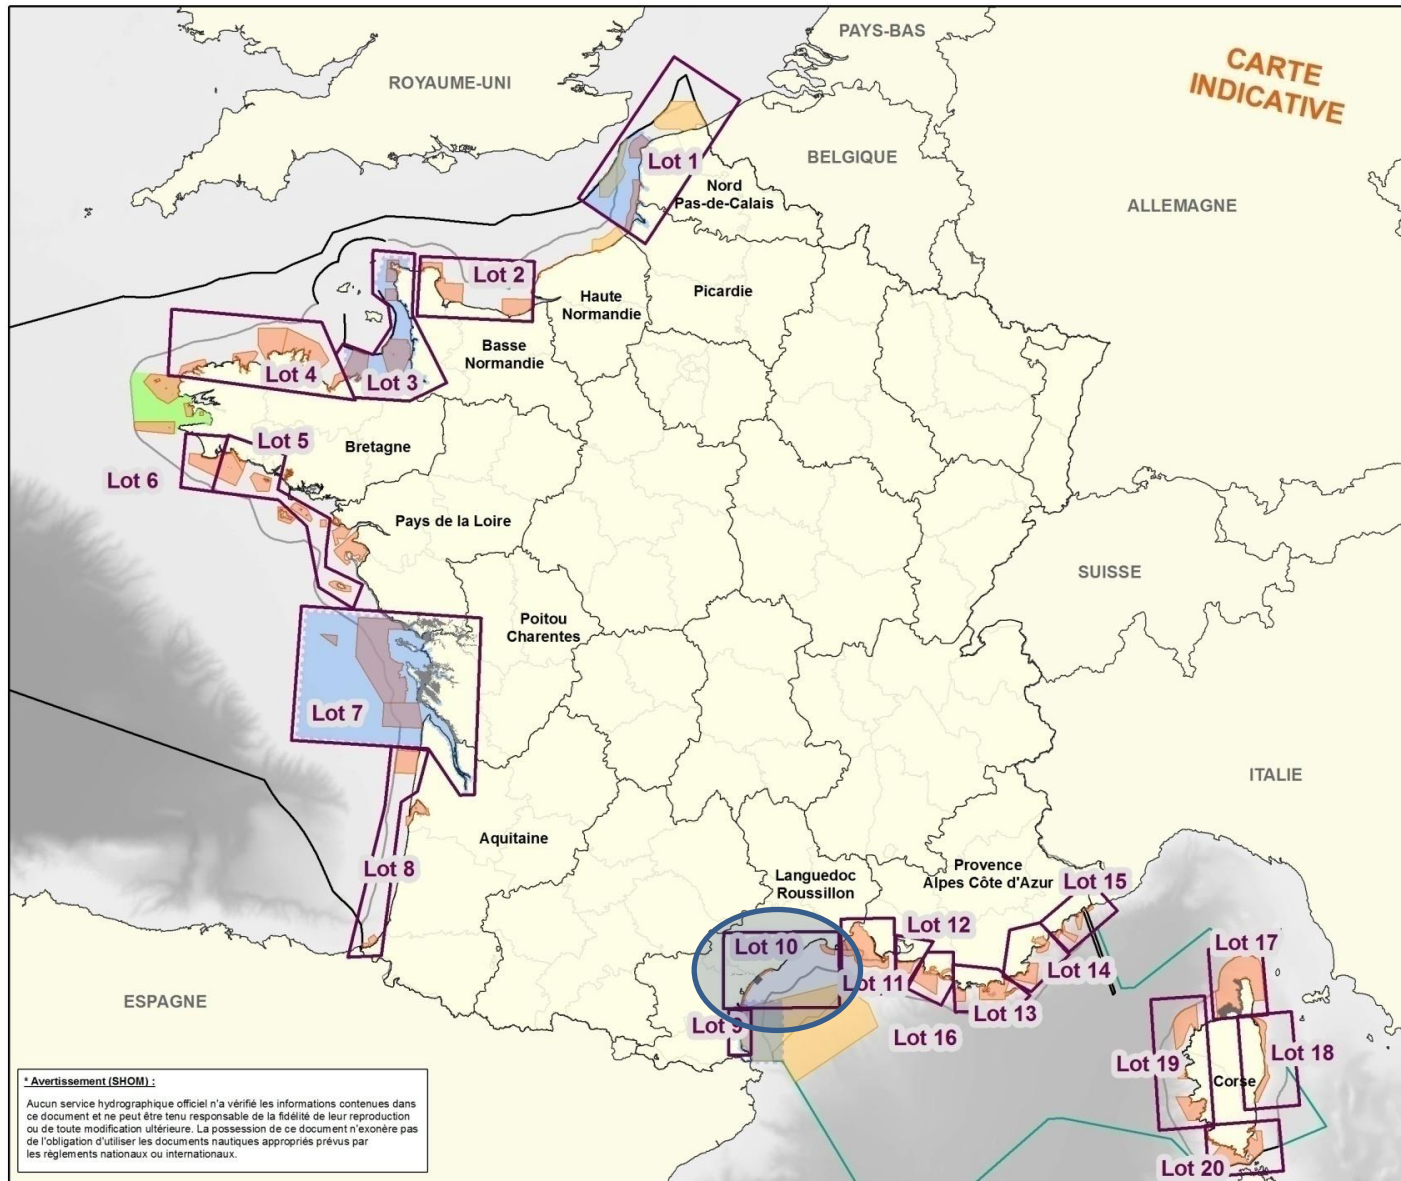 PAYS-BAS
CARTE
INDICATIVE
ROYAUME-UNI
BELGIQUE
Lot 1
Nord
Pas-de-Calais
ALLEMAGNE
Lot 2
Haute
Normandie
Picardie
Basse
Normandie
Lot 4
Lot 3
Lot 5
Bretagne
Lot 6
Pays de la Loire
SUISSE
Poitou
Charentes
Lot 7
ITALIE
Aquitaine
Lot 8
Languedoc
Roussillon
Provence
Alpes Côte d'Azur
Lot 15
Lot 12
Lot 10
Lot 17
Lot 14
Lot 11
Lot 13
ESPAGNE
Lot 9
Lot 16
Lot 18
Lot 19
Corse
Lot 20
* Avertissement (SHOM) :
Aucun service hydrographique officiel n'a vérifié les informations contenues dans
ce document et ne peut être tenu responsable de la fidélité de leur reproduction
ou de toute modification ultérieure. La possession de ce document n'exonère pas
de l'obligation d'utiliser les documents nautiques appropriés prévus par
les règlements nationaux ou internationaux.